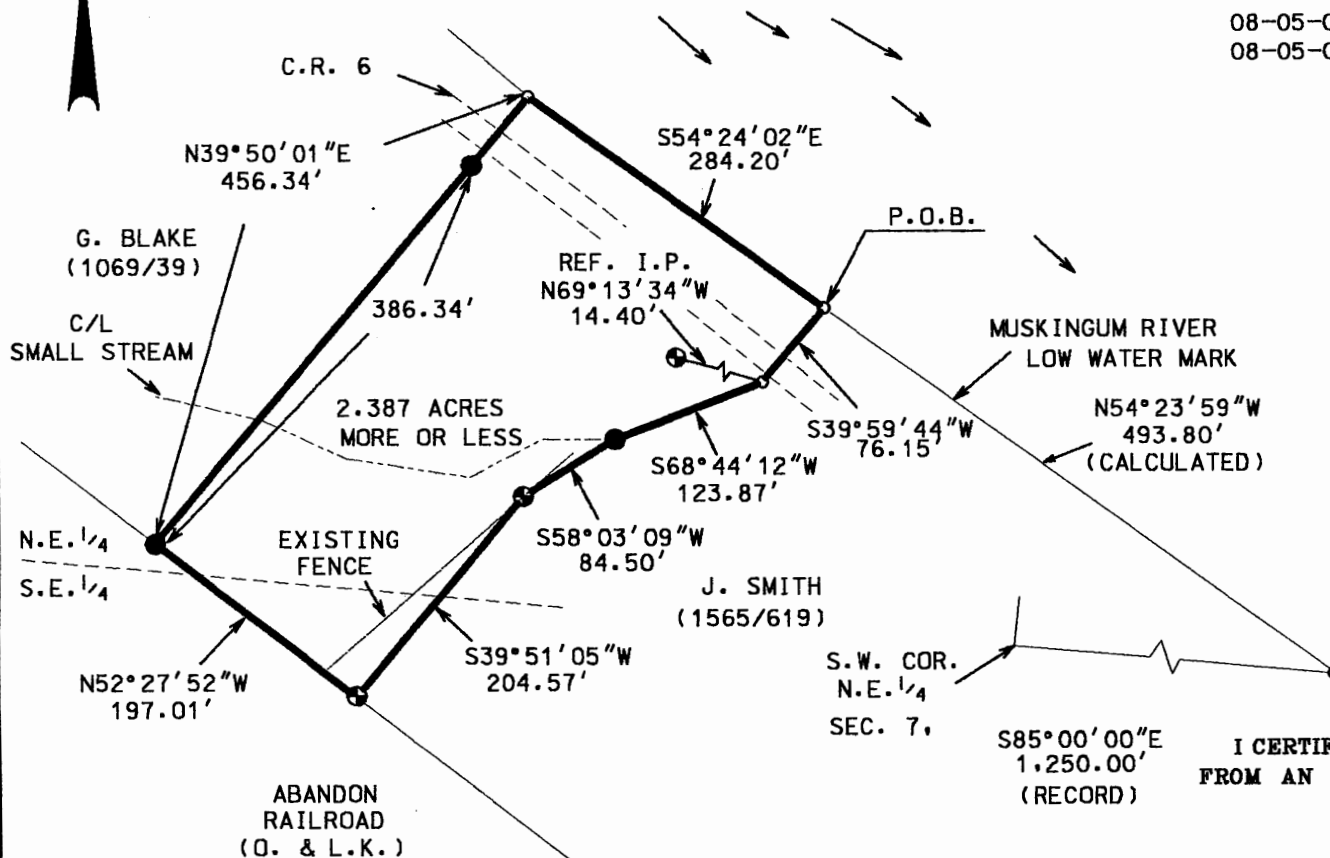 08-05-0
08-05-0
C.R. 6
N39°50'01"E
456.34'
S54°24'02"E
284.20'
P.O.B.
G. BLAKE
(1069/39)
REF. I.P.
N69°13'34"W
14.40'
386.34'
C/L
SMALL STREAM
MUSKINGUM RIVER
LOW WATER MARK
2.387 ACRES
MORE OR LESS
S39°59'44"W
76.15'
N54°23'59"W
493.80'
(CALCULATED)
S68°44'12"W
123.87'
N.E.1/4
S.E.1/4
EXISTING
FENCE
S58°03'09"W
84.50'
J. SMITH
(1565/619)
S39°51'05"W
204.57'
N52°27'52"W
197.01'
S.W. COR.
N.E.1/4
SEC. 7,
S85°00'00"E
1,250.00'
(RECORD)
I CERTIF
FROM AN
ABANDON
RAILROAD
(O. & L.K.)